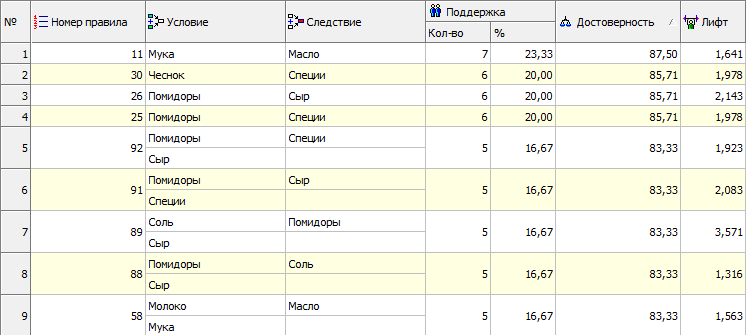 № Номер правила Условие Следствие Поддержка Достоверность / Лифт
Кол-во %
1 11 Мука Масло 7 23,33 87,50 1,641
2 30 Чеснок Специи 6 20,00 85,71 1,978
3 26 Помидоры Сыр 6 20,00 85,71 2,143
4 25 Помидоры Специи 6 20,00 85,71 1,978
Помидоры Специи
5 92 5 16,67 83,33 1,923
Сыр
Помидоры Сыр
6 91 5 16,67 83,33 2,083
Специи
Соль Помидоры
7 89 5 16,67 83,33 3,571
Сыр
Помидоры Соль
8 88 5 16,67 83,33 1,316
Сыр
Молоко Масло
9 58 5 16,67 83,33 1,563
Мука